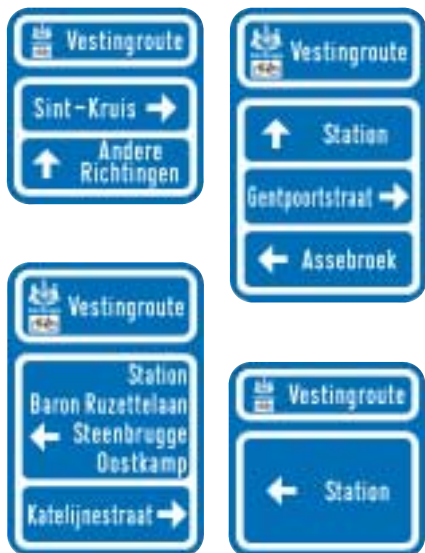 Vestingroute
Sint-Kruis
Andere
Richtingen
Vestingroute
Station
Gentpoortstraat
Assebroek
Vestingroute
Station
Baron Ruzettelaan
Steenbrugge
Oostkamp
Katelijnestraat
Vestingroute
Station